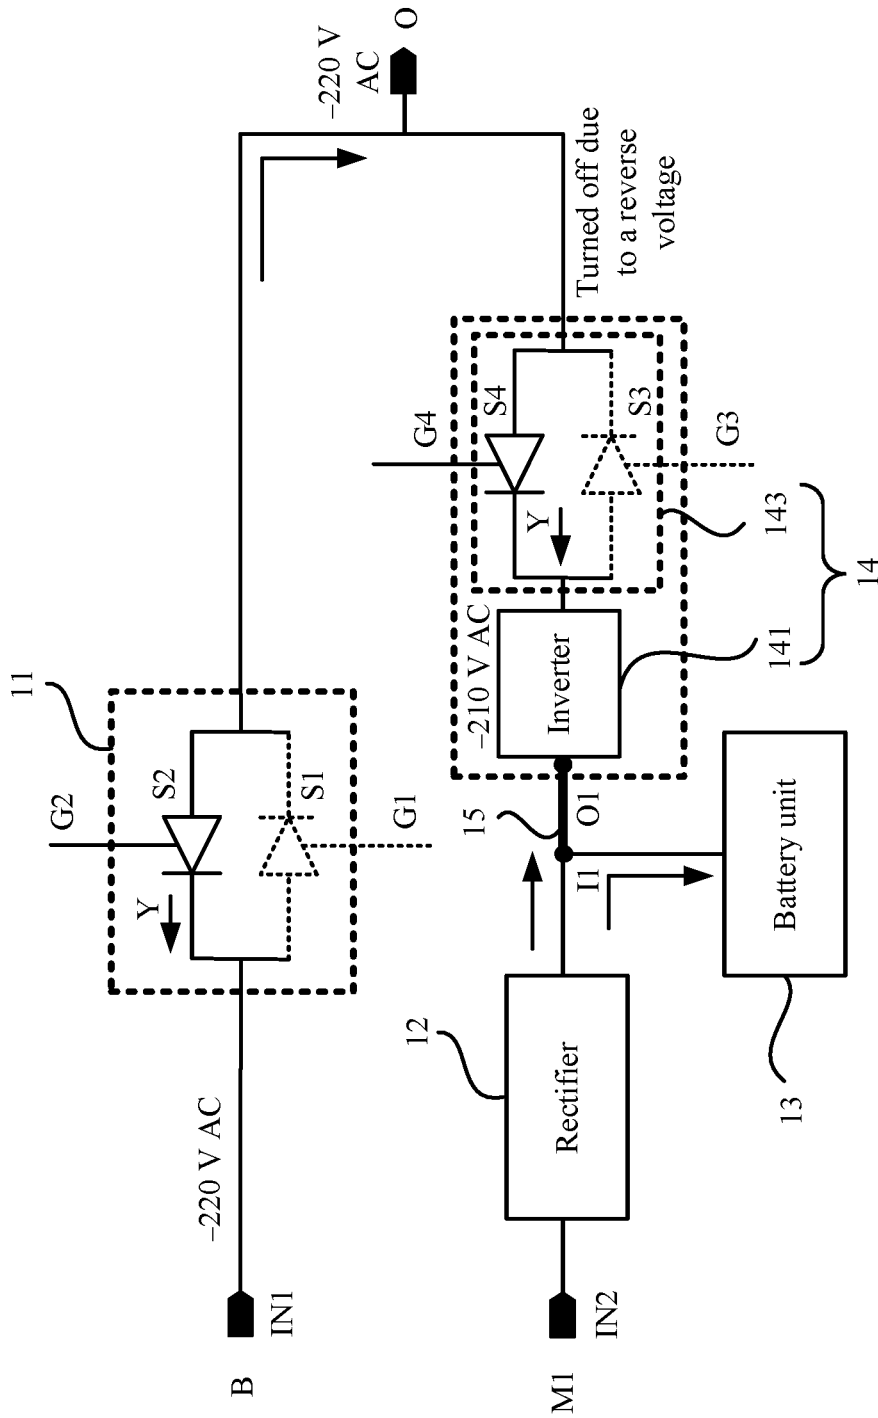 B
IN1
–220 V AC
11
G2
Y
S2
S1
G1
–220 V
AC
O
M1
IN2
12
Rectifier
15
I1
O1
–210 V AC
Inverter
G4
S4
Y
S3
G3
Turned off due
to a reverse
voltage
13
Battery unit
141
143
14